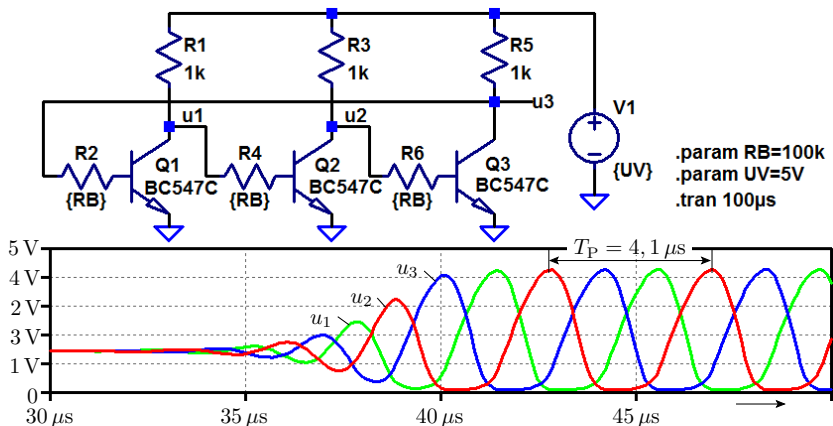 R1
1k
R3
1k
R5
1k
u1
u2
u3
V1
R2
{RB}
Q1
BC547C
R4
{RB}
Q2
BC547C
R6
{RB}
Q3
BC547C
{UV}
.param RB=100k
.param UV=5V
.tran 100µs
5 V
4 V
2 V
3 V
1 V
0
u₁
u₂
u₃
T_P = 4,1 µs
30 µs
35 µs
40 µs
45 µs